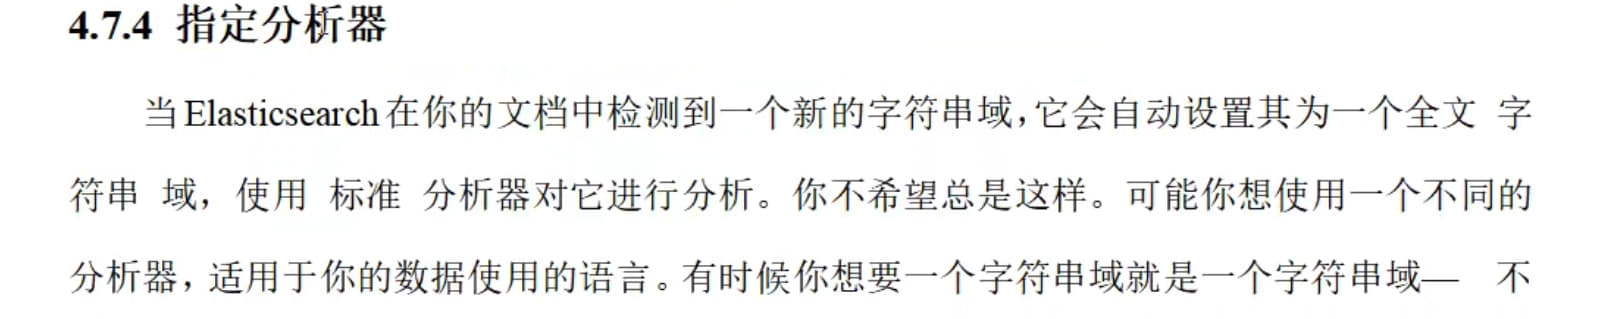 4.7.4 指定分析器
当Elasticsearch在你的文档中检测到一个新的字符串域,它会自动设置其为一个全文 字
符串 域，使用 标准 分析器对它进行分析。你不希望总是这样。可能你想使用一个不同的
分析器，适用于你的数据使用的语言。有时候你想要一个字符串域就是一个字符串域— 不